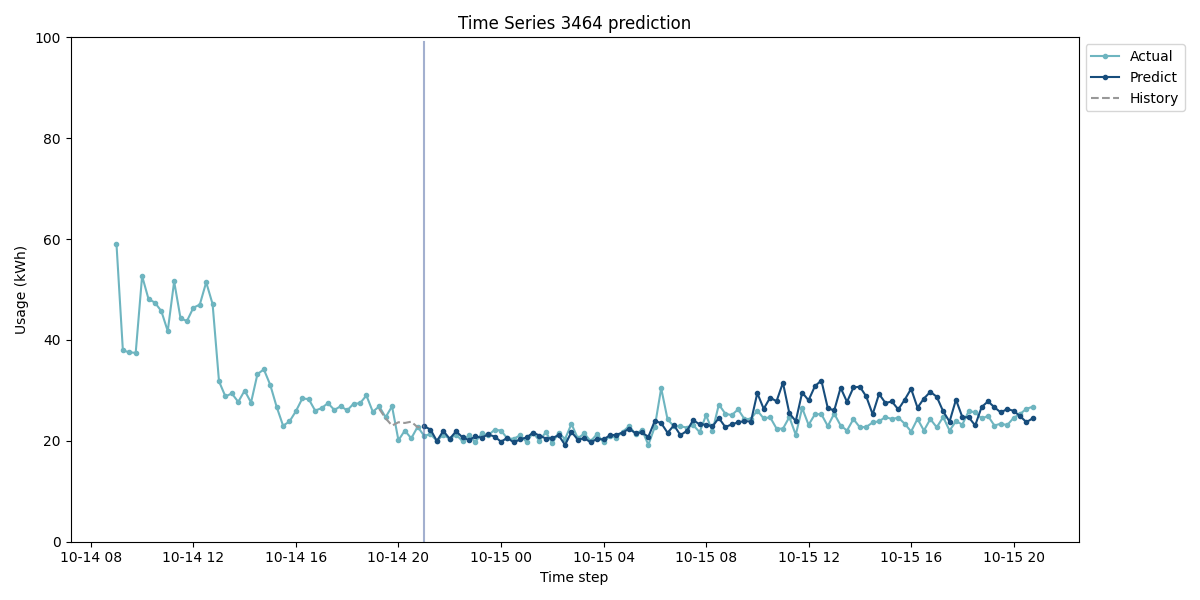 Time Series 3464 prediction
Actual
Predict
History
Usage (kWh)
100
80
60
40
20
0
10-14 08
10-14 12
10-14 16
10-14 20
10-15 00
10-15 04
10-15 08
10-15 12
10-15 16
10-15 20
Time step